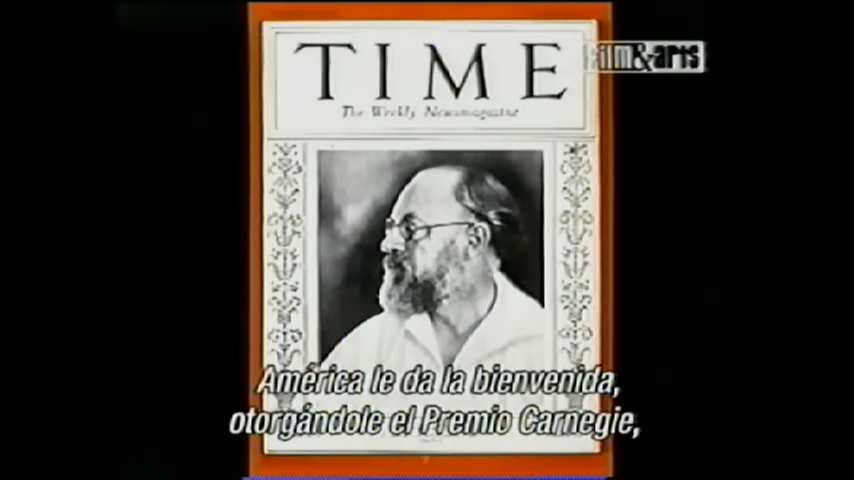 TIME
film&arts
The Weekly Newsmagazine
América le da la bienvenida,
otorgándole el Premio Carnegie,